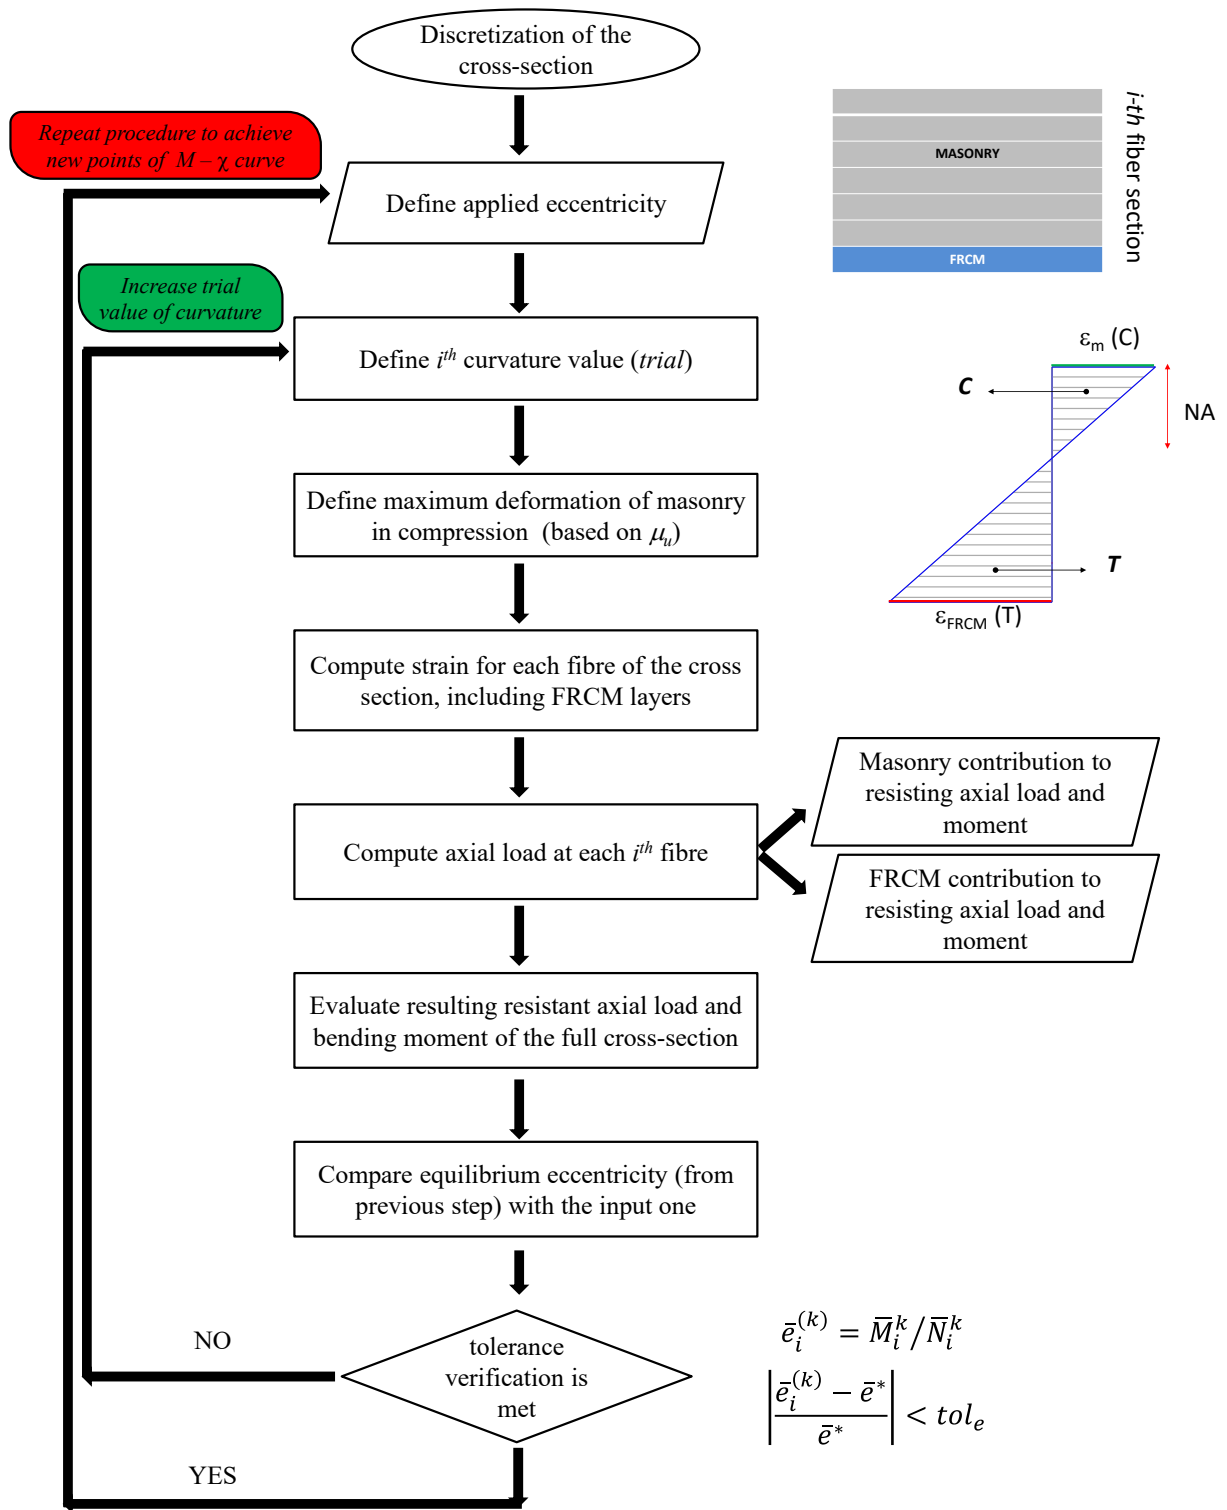 Discretization of the
cross-section
Repeat procedure to achieve
new points of M – χ curve
Define applied eccentricity
i-th fiber section
MASONRY
FRCM
Increase trial
value of curvature
Define iᵗʰ curvature value (trial)
εₘ (C)
C
NA
T
ε_FRCM (T)
Define maximum deformation of masonry
in compression (based on μᵤ)
Compute strain for each fibre of the cross
section, including FRCM layers
Compute axial load at each iᵗʰ fibre
Masonry contribution to
resisting axial load and
moment
FRCM contribution to
resisting axial load and
moment
Evaluate resulting resistant axial load and
bending moment of the full cross-section
Compare equilibrium eccentricity (from
previous step) with the input one
tolerance
verification is
met
NO
YES
ē_i^(k) = M̄_i^k / N̄_i^k
|(ē_i^(k) − ē*) / ē*| < tol_e